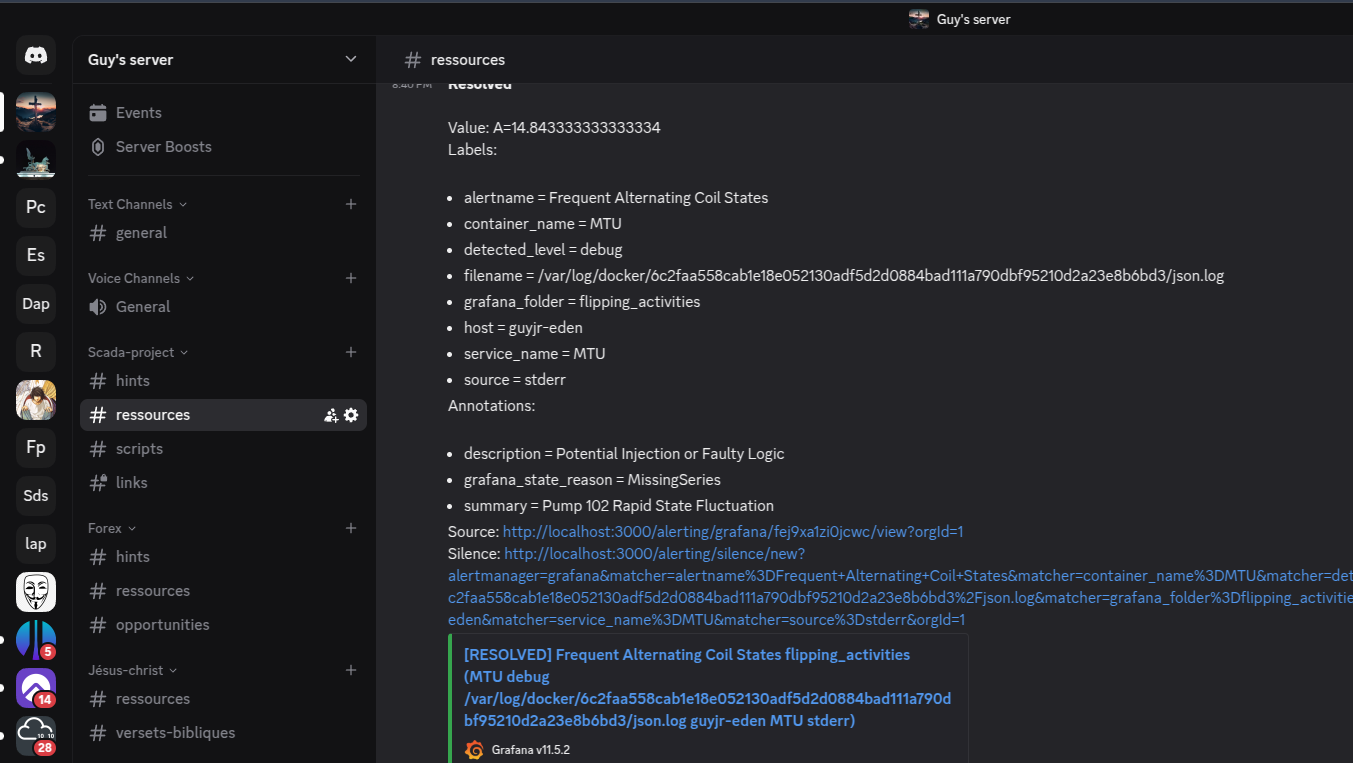 Guy's server
Guy's server
ressources
8:40 PM Resolved
Events
Server Boosts
Text Channels
general
Voice Channels
General
Scada-project
hints
ressources
scripts
links
Forex
hints
ressources
opportunities
Jésus-christ
ressources
versets-bibliques
Pc
Es
Dap
R
Fp
Sds
lap
5
14
10 10
28
Value: A=14.843333333333334
Labels:
alertname = Frequent Alternating Coil States
container_name = MTU
detected_level = debug
filename = /var/log/docker/6c2faa558cab1e18e052130adf5d2d0884bad111a790dbf95210d2a23e8b6bd3/json.log
grafana_folder = flipping_activities
host = guyjr-eden
service_name = MTU
source = stderr
Annotations:
description = Potential Injection or Faulty Logic
grafana_state_reason = MissingSeries
summary = Pump 102 Rapid State Fluctuation
Source: http://localhost:3000/alerting/grafana/fej9xa1zi0jcwc/view?orgId=1
Silence: http://localhost:3000/alerting/silence/new?
alertmanager=grafana&matcher=alertname%3DFrequent+Alternating+Coil+States&matcher=container_name%3DMTU&matcher=det
c2faa558cab1e18e052130adf5d2d0884bad111a790dbf95210d2a23e8b6bd3%2Fjson.log&matcher=grafana_folder%3Dflipping_activitie
eden&matcher=service_name%3DMTU&matcher=source%3Dstderr&orgId=1
[RESOLVED] Frequent Alternating Coil States flipping_activities
(MTU debug
/var/log/docker/6c2faa558cab1e18e052130adf5d2d0884bad111a790d
bf95210d2a23e8b6bd3/json.log guyjr-eden MTU stderr)
Grafana v11.5.2